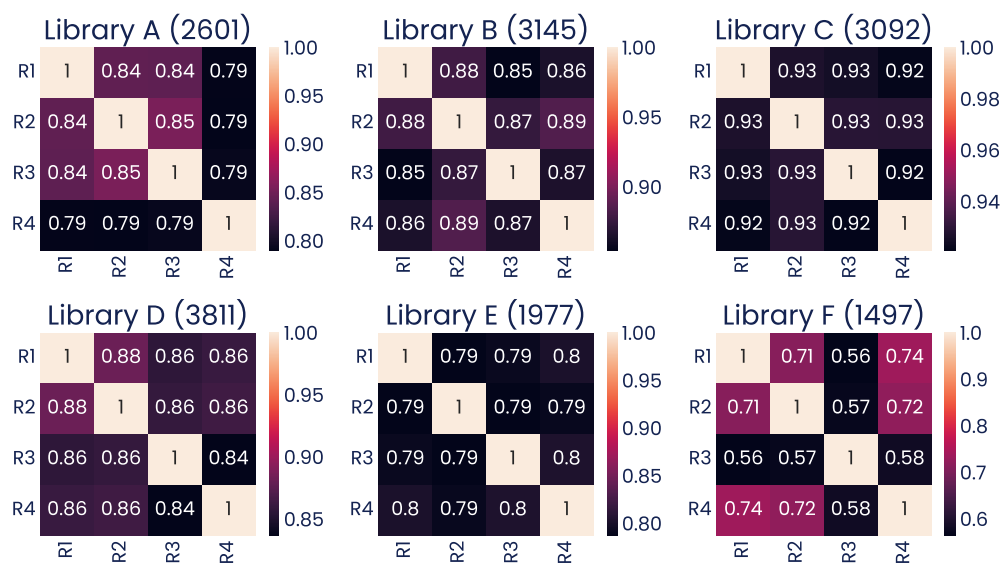 Library A (2601)
R1 1 0.84 0.84 0.79
R2 0.84 1 0.85 0.79
R3 0.84 0.85 1 0.79
R4 0.79 0.79 0.79 1
R1 R2 R3 R4
1.00
0.95
0.90
0.85
0.80
Library B (3145)
R1 1 0.88 0.85 0.86
R2 0.88 1 0.87 0.89
R3 0.85 0.87 1 0.87
R4 0.86 0.89 0.87 1
R1 R2 R3 R4
1.00
0.95
0.90
Library C (3092)
R1 1 0.93 0.93 0.92
R2 0.93 1 0.93 0.93
R3 0.93 0.93 1 0.92
R4 0.92 0.93 0.92 1
R1 R2 R3 R4
1.00
0.98
0.96
0.94
Library D (3811)
R1 1 0.88 0.86 0.86
R2 0.88 1 0.86 0.86
R3 0.86 0.86 1 0.84
R4 0.86 0.86 0.84 1
R1 R2 R3 R4
1.00
0.95
0.90
0.85
Library E (1977)
R1 1 0.79 0.79 0.8
R2 0.79 1 0.79 0.79
R3 0.79 0.79 1 0.8
R4 0.8 0.79 0.8 1
R1 R2 R3 R4
1.00
0.95
0.90
0.85
0.80
Library F (1497)
R1 1 0.71 0.56 0.74
R2 0.71 1 0.57 0.72
R3 0.56 0.57 1 0.58
R4 0.74 0.72 0.58 1
R1 R2 R3 R4
1.0
0.9
0.8
0.7
0.6